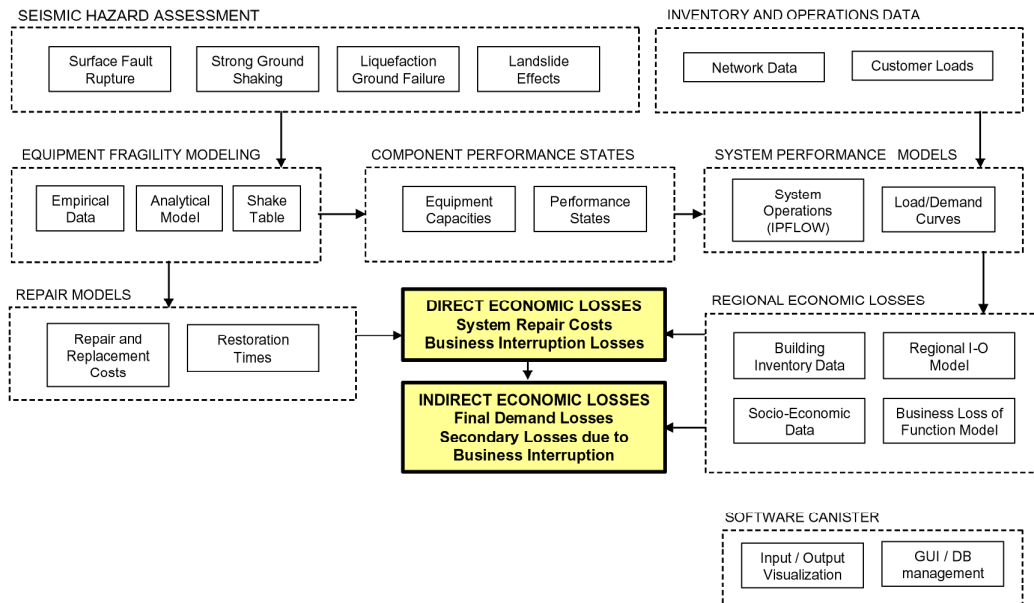 SEISMIC HAZARD ASSESSMENT
Surface Fault
Rupture
Strong Ground
Shaking
Liquefaction
Ground Failure
Landslide
Effects
INVENTORY AND OPERATIONS DATA
Network Data
Customer Loads
EQUIPMENT FRAGILITY MODELING
Empirical
Data
Analytical
Model
Shake
Table
COMPONENT PERFORMANCE STATES
Equipment
Capacities
Performance
States
SYSTEM PERFORMANCE MODELS
System
Operations
(IPFLOW)
Load/Demand
Curves
REPAIR MODELS
Repair and
Replacement
Costs
Restoration
Times
DIRECT ECONOMIC LOSSES
System Repair Costs
Business Interruption Losses
INDIRECT ECONOMIC LOSSES
Final Demand Losses
Secondary Losses due to
Business Interruption
REGIONAL ECONOMIC LOSSES
Building
Inventory Data
Regional I-O
Model
Socio-Economic
Data
Business Loss of
Function Model
SOFTWARE CANISTER
Input / Output
Visualization
GUI / DB
management